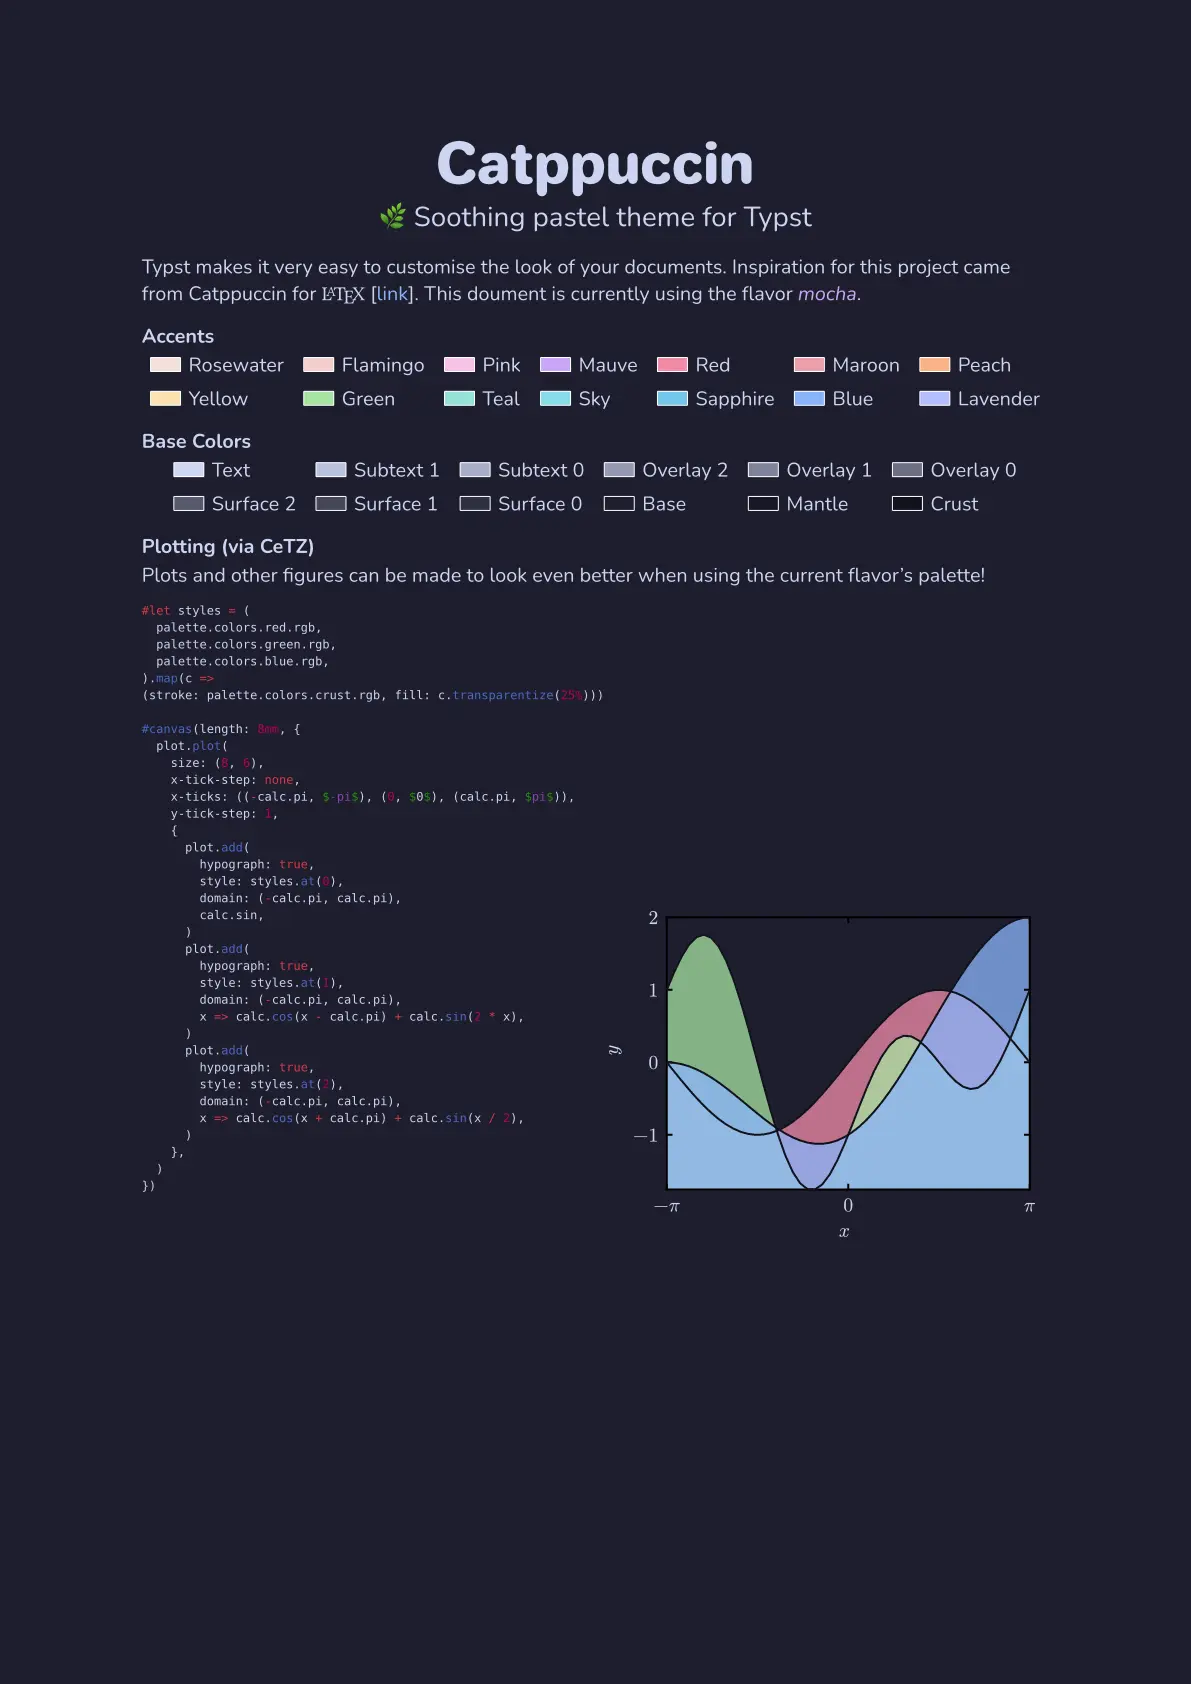 Catppuccin
🌿 Soothing pastel theme for Typst
Typst makes it very easy to customise the look of your documents. Inspiration for this project came
from Catppuccin for LATEX [link]. This doument is currently using the flavor mocha.
Accents
Rosewater Flamingo Pink Mauve Red Maroon Peach
Yellow Green Teal Sky Sapphire Blue Lavender
Base Colors
Text Subtext 1 Subtext 0 Overlay 2 Overlay 1 Overlay 0
Surface 2 Surface 1 Surface 0 Base Mantle Crust
Plotting (via CeTZ)
Plots and other figures can be made to look even better when using the current flavor’s palette!
#let styles = (
  palette.colors.red.rgb,
  palette.colors.green.rgb,
  palette.colors.blue.rgb,
).map(c =>
(stroke: palette.colors.crust.rgb, fill: c.transparentize(25%)))
#canvas(length: 8mm, {
  plot.plot(
    size: (8, 6),
    x-tick-step: none,
    x-ticks: ((-calc.pi, $-pi$), (0, $0$), (calc.pi, $pi$)),
    y-tick-step: 1,
    {
      plot.add(
        hypograph: true,
        style: styles.at(0),
        domain: (-calc.pi, calc.pi),
        calc.sin,
      )
      plot.add(
        hypograph: true,
        style: styles.at(1),
        domain: (-calc.pi, calc.pi),
        x => calc.cos(x - calc.pi) + calc.sin(2 * x),
      )
      plot.add(
        hypograph: true,
        style: styles.at(2),
        domain: (-calc.pi, calc.pi),
        x => calc.cos(x + calc.pi) + calc.sin(x / 2),
      )
    },
  )
})
2
1
0
−1
y
−π 0 π
x